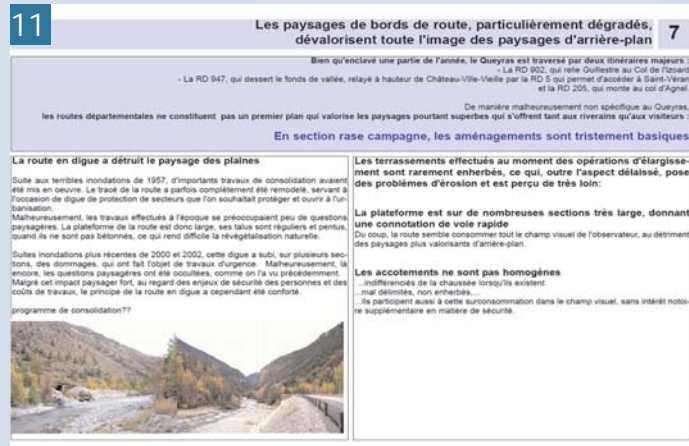 11
Les paysages de bords de route, particulièrement dégradés,
dévalorisent toute l'image des paysages d'arrière-plan
7
Bien qu'enclavé une partie de l'année, le Queyras est traversé par deux itinéraires majeurs :
- La RD 902, qui relie Guillestre au Col de l'Izoard
- La RD 947, qui dessert le fonds de vallée, relayé à hauteur de Château-Ville-Vieille par la RD 5 qui permet d'accéder à Saint-Véran
et la RD 205, qui monte au col d'Agnel.
De manière malheureusement non spécifique au Queyras,
les routes départementales ne constituent pas un premier plan qui valorise les paysages pourtant superbes qui s'offrent tant aux riverains qu'aux visiteurs :
En section rase campagne, les aménagements sont tristement basiques
La route en digue a détruit le paysage des plaines
Suite aux terribles inondations de 1957, d'importants travaux de consolidation avaient
été mis en oeuvre. Le tracé de la route a parfois complètement été remodelé, servant à
l'occasion de digue de protection de secteurs que l'on souhaitait protéger et ouvrir à l'ur-
banisation.
Malheureusement, les travaux effectués à l'époque se préoccupaient peu de questions
paysagères. La plateforme de la route est donc large, ses talus sont réguliers et pentus,
quand ils ne sont pas bétonnés, ce qui rend difficile la revégétalisation naturelle.
Suites inondations plus récentes de 2000 et 2002, cette digue a subi, sur plusieurs sec-
tions, des dommages, qui ont fait l'objet de travaux d'urgence. Malheureusement, là
encore, les questions paysagères ont été occultées, comme on l'a vu précédemment.
Malgré cet impact paysager fort, au regard des enjeux de sécurité des personnes et des
coûts de travaux, le principe de la route en digue a cependant été conforté.
programme de consolidation??
Les terrassements effectués au moment des opérations d'élargisse-
ment sont rarement enherbés, ce qui, outre l'aspect délaissé, pose
des problèmes d'érosion et est perçu de très loin:
La plateforme est sur de nombreuses sections très large, donnant
une connotation de voie rapide
Du coup, la route semble consommer tout le champ visuel de l'observateur, au détriment
des paysages plus valorisants d'arrière-plan.
Les accotements ne sont pas homogènes
...indifférenciés de la chaussée lorsqu'ils existent
...mal délimités, non enherbés,...
...Ils participent aussi à cette surconsommation dans le champ visuel, sans intérêt notoi-
re supplémentaire en matière de sécurité.